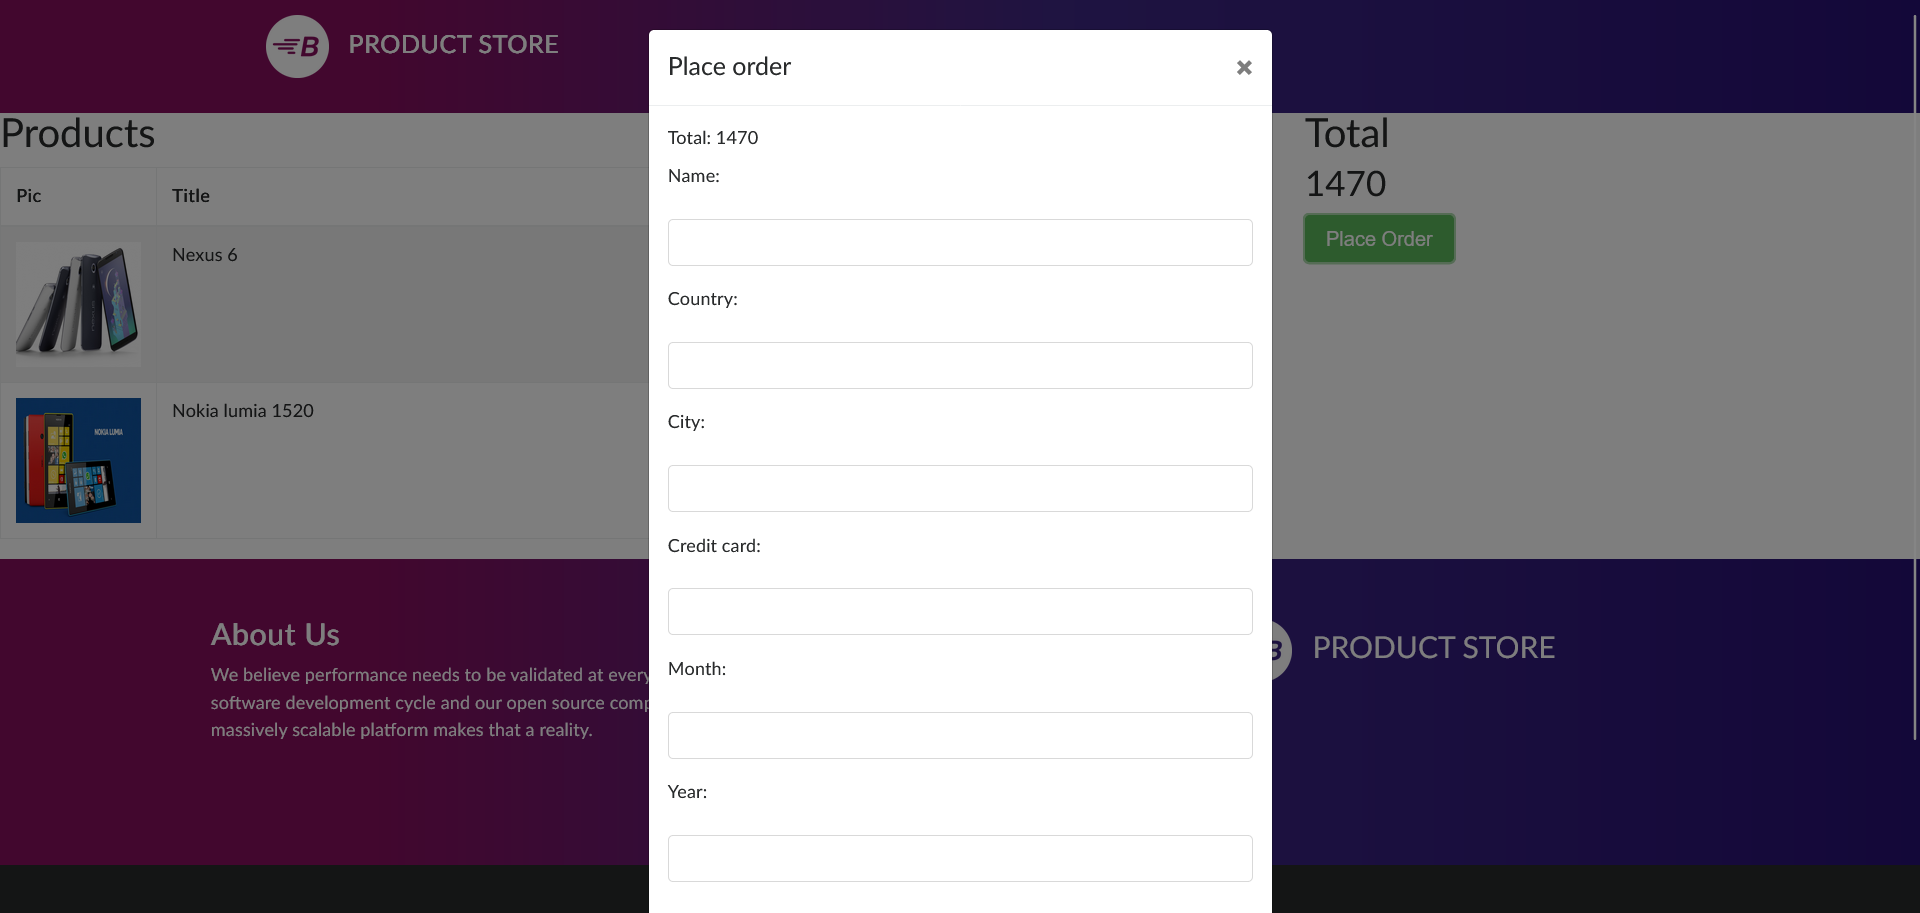 B PRODUCT STORE
Place order
×
Products
Total
1470
Place Order
Pic
Title
Nexus 6
Nokia lumia 1520
NOKIA LUMIA
Total: 1470
Name:
Country:
City:
Credit card:
Month:
Year:
About Us
We believe performance needs to be validated at every
software development cycle and our open source
massively scalable platform makes that a reality.
B PRODUCT STORE